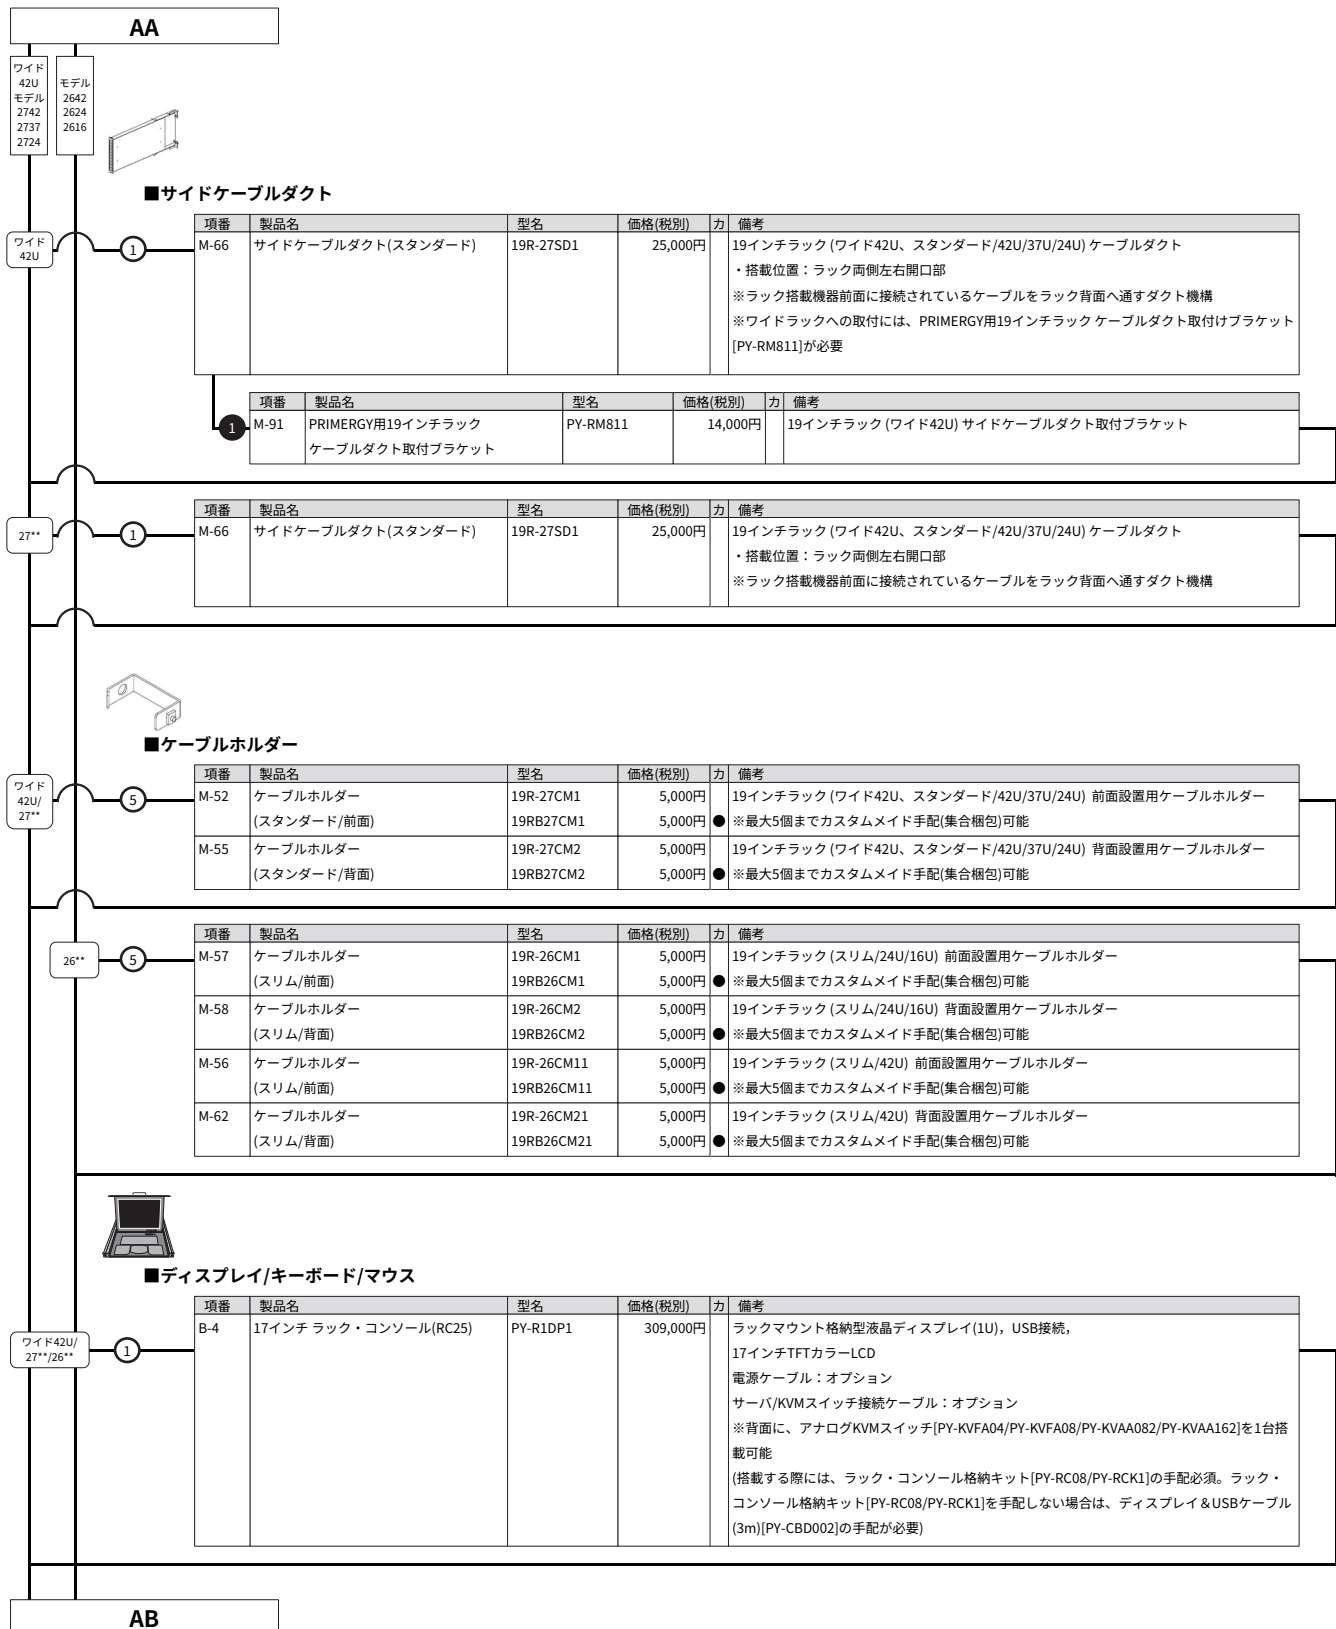 AA
ワイド
42U
モデル
2742
2737
2724
モデル
2642
2624
2616
■サイドケーブルダクト
項番 製品名 型名 価格(税別) カ 備考
ワイド
42U
1
M-66 サイドケーブルダクト(スタンダード) 19R-27SD1 25,000円 19インチラック (ワイド42U、スタンダード/42U/37U/24U) ケーブルダクト
・搭載位置：ラック両側左右開口部
※ラック搭載機器前面に接続されているケーブルをラック背面へ通すダクト機構
※ワイドラックへの取付には、PRIMERGY用19インチラック ケーブルダクト取付けブラケット
[PY-RM811]が必要
項番 製品名 型名 価格(税別) カ 備考
1 M-91 PRIMERGY用19インチラック PY-RM811 14,000円 19インチラック (ワイド42U) サイドケーブルダクト取付ブラケット
ケーブルダクト取付ブラケット
項番 製品名 型名 価格(税別) カ 備考
27** 1 M-66 サイドケーブルダクト(スタンダード) 19R-27SD1 25,000円 19インチラック (ワイド42U、スタンダード/42U/37U/24U) ケーブルダクト
・搭載位置：ラック両側左右開口部
※ラック搭載機器前面に接続されているケーブルをラック背面へ通すダクト機構
■ケーブルホルダー
項番 製品名 型名 価格(税別) カ 備考
ワイド
42U/
27**
5
M-52 ケーブルホルダー 19R-27CM1 5,000円 19インチラック (ワイド42U、スタンダード/42U/37U/24U) 前面設置用ケーブルホルダー
(スタンダード/前面) 19RB27CM1 5,000円 ● ※最大5個までカスタムメイド手配(集合梱包)可能
M-55 ケーブルホルダー 19R-27CM2 5,000円 19インチラック (ワイド42U、スタンダード/42U/37U/24U) 背面設置用ケーブルホルダー
(スタンダード/背面) 19RB27CM2 5,000円 ● ※最大5個までカスタムメイド手配(集合梱包)可能
項番 製品名 型名 価格(税別) カ 備考
26** 5 M-57 ケーブルホルダー 19R-26CM1 5,000円 19インチラック (スリム/24U/16U) 前面設置用ケーブルホルダー
(スリム/前面) 19RB26CM1 5,000円 ● ※最大5個までカスタムメイド手配(集合梱包)可能
M-58 ケーブルホルダー 19R-26CM2 5,000円 19インチラック (スリム/24U/16U) 背面設置用ケーブルホルダー
(スリム/背面) 19RB26CM2 5,000円 ● ※最大5個までカスタムメイド手配(集合梱包)可能
M-56 ケーブルホルダー 19R-26CM11 5,000円 19インチラック (スリム/42U) 前面設置用ケーブルホルダー
(スリム/前面) 19RB26CM11 5,000円 ● ※最大5個までカスタムメイド手配(集合梱包)可能
M-62 ケーブルホルダー 19R-26CM21 5,000円 19インチラック (スリム/42U) 背面設置用ケーブルホルダー
(スリム/背面) 19RB26CM21 5,000円 ● ※最大5個までカスタムメイド手配(集合梱包)可能
■ディスプレイ/キーボード/マウス
項番 製品名 型名 価格(税別) カ 備考
ワイド42U/
27**/26**
1
B-4 17インチ ラック・コンソール(RC25) PY-R1DP1 309,000円 ラックマウント格納型液晶ディスプレイ(1U)，USB接続，
17インチTFTカラーLCD
電源ケーブル：オプション
サーバ/KVMスイッチ接続ケーブル：オプション
※背面に、アナログKVMスイッチ[PY-KVFA04/PY-KVFA08/PY-KVAA082/PY-KVAA162]を1台搭
載可能
(搭載する際には、ラック・コンソール格納キット[PY-RC08/PY-RCK1]の手配必須。ラック・
コンソール格納キット[PY-RC08/PY-RCK1]を手配しない場合は、ディスプレイ＆USBケーブル
(3m)[PY-CBD002]の手配が必要)
AB